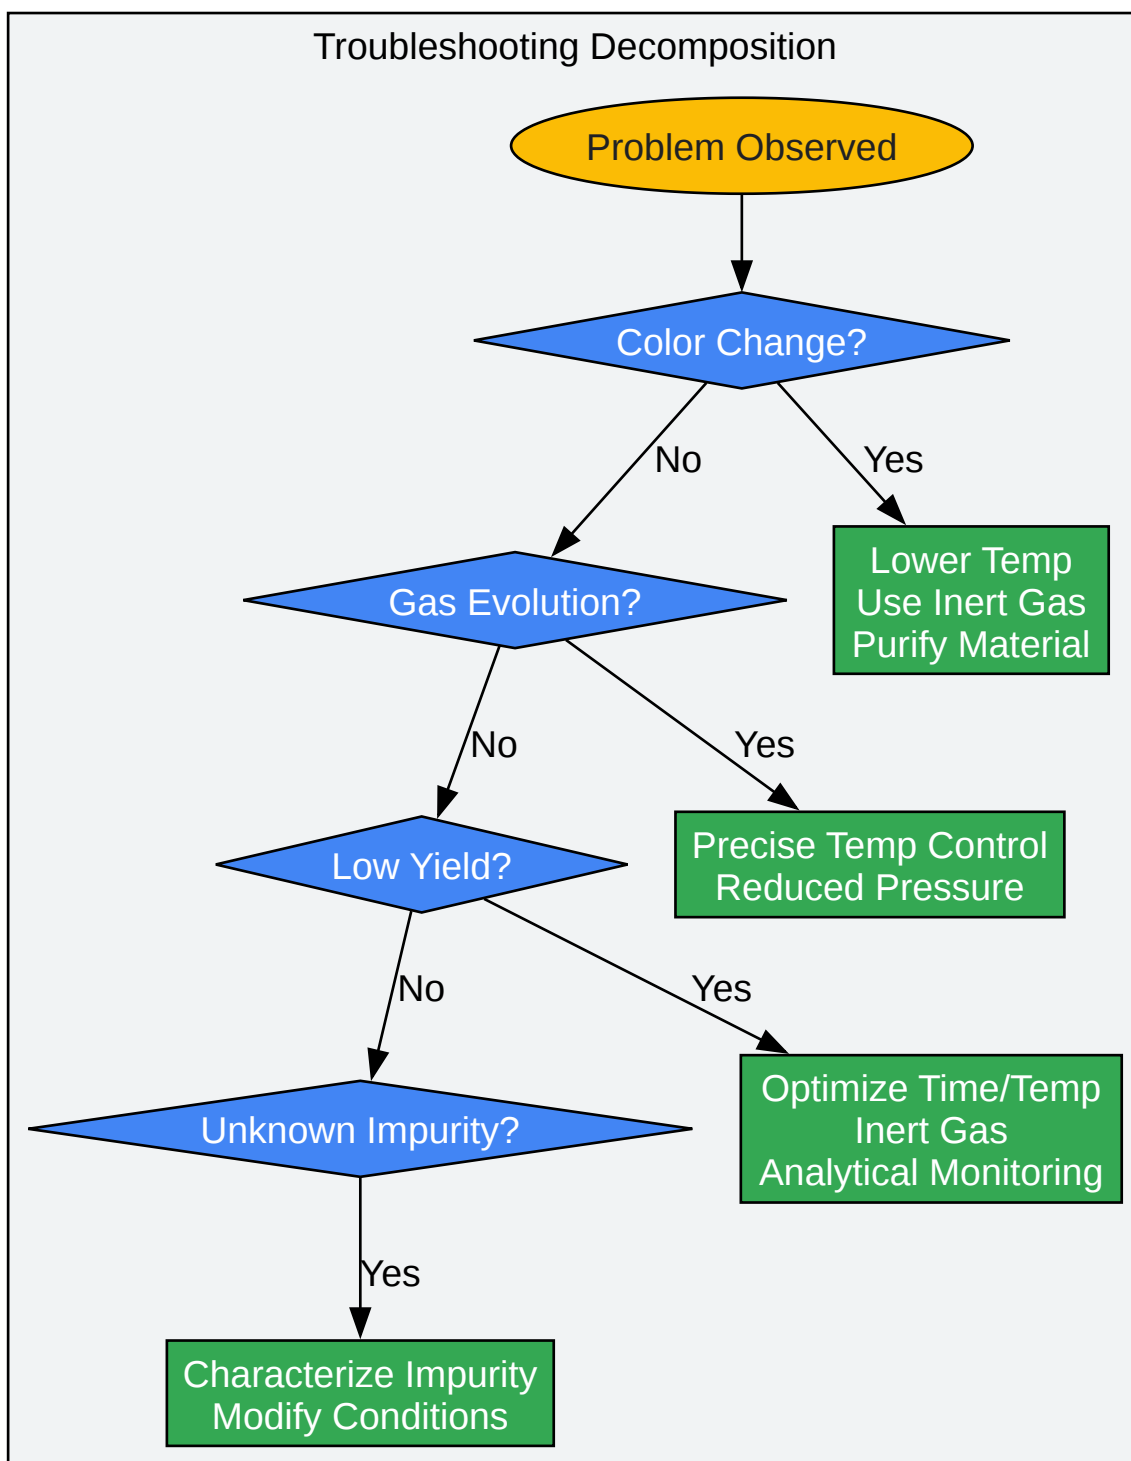 Troubleshooting Decomposition
Problem Observed
Color Change?
No
Yes
Lower Temp
Use Inert Gas
Purify Material
Gas Evolution?
No
Yes
Precise Temp Control
Reduced Pressure
Low Yield?
No
Yes
Optimize Time/Temp
Inert Gas
Analytical Monitoring
Unknown Impurity?
Yes
Characterize Impurity
Modify Conditions